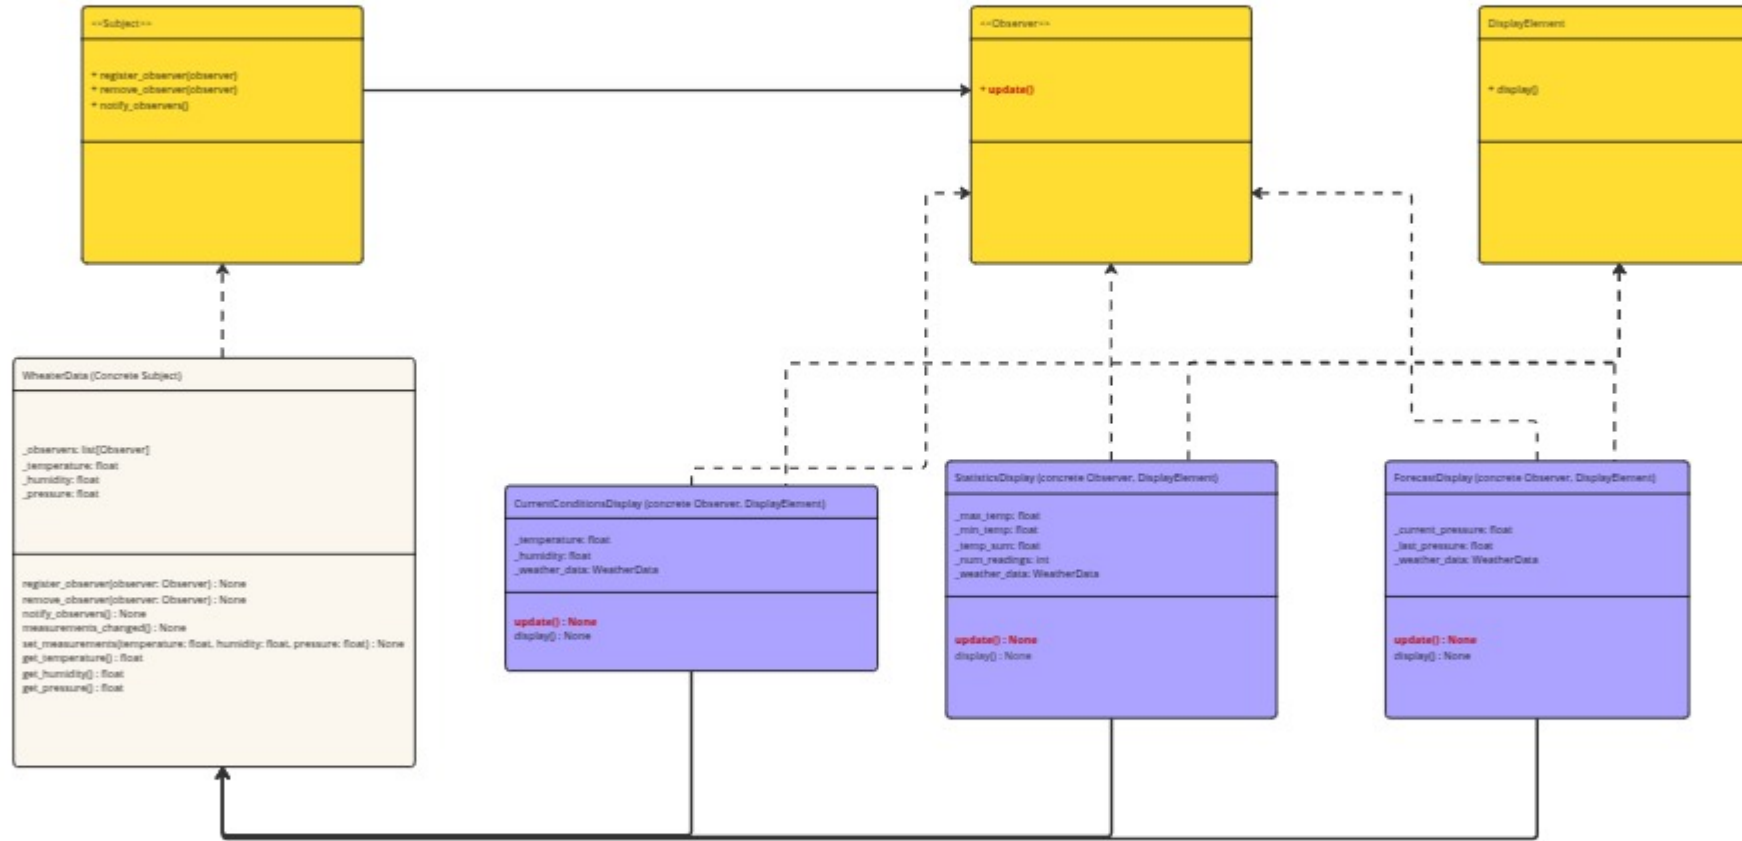 <<Subject>>
+ register_observer(observer)
+ remove_observer(observer)
+ notify_observers()
<<Observer>>
+ update()
DisplayElement
+ display()
WheaterData (Concrete Subject)
_observers: list[Observer]
_temperature: float
_humidity: float
_pressure: float
register_observer(observer: Observer) : None
remove_observer(observer: Observer) : None
notify_observers() : None
measurements_changed() : None
set_measurements(temperature: float, humidity: float, pressure: float) : None
get_temperature() : float
get_humidity() : float
get_pressure() : float
CurrentConditionsDisplay (concrete Observer, DisplayElement)
_temperature: float
_humidity: float
_weather_data: WeatherData
update() : None
display() : None
StatisticsDisplay (concrete Observer, DisplayElement)
_max_temp: float
_min_temp: float
_temp_sum: float
_num_readings: int
_weather_data: WeatherData
update() : None
display() : None
ForecastDisplay (concrete Observer, DisplayElement)
_current_pressure: float
_last_pressure: float
_weather_data: WeatherData
update() : None
display() : None